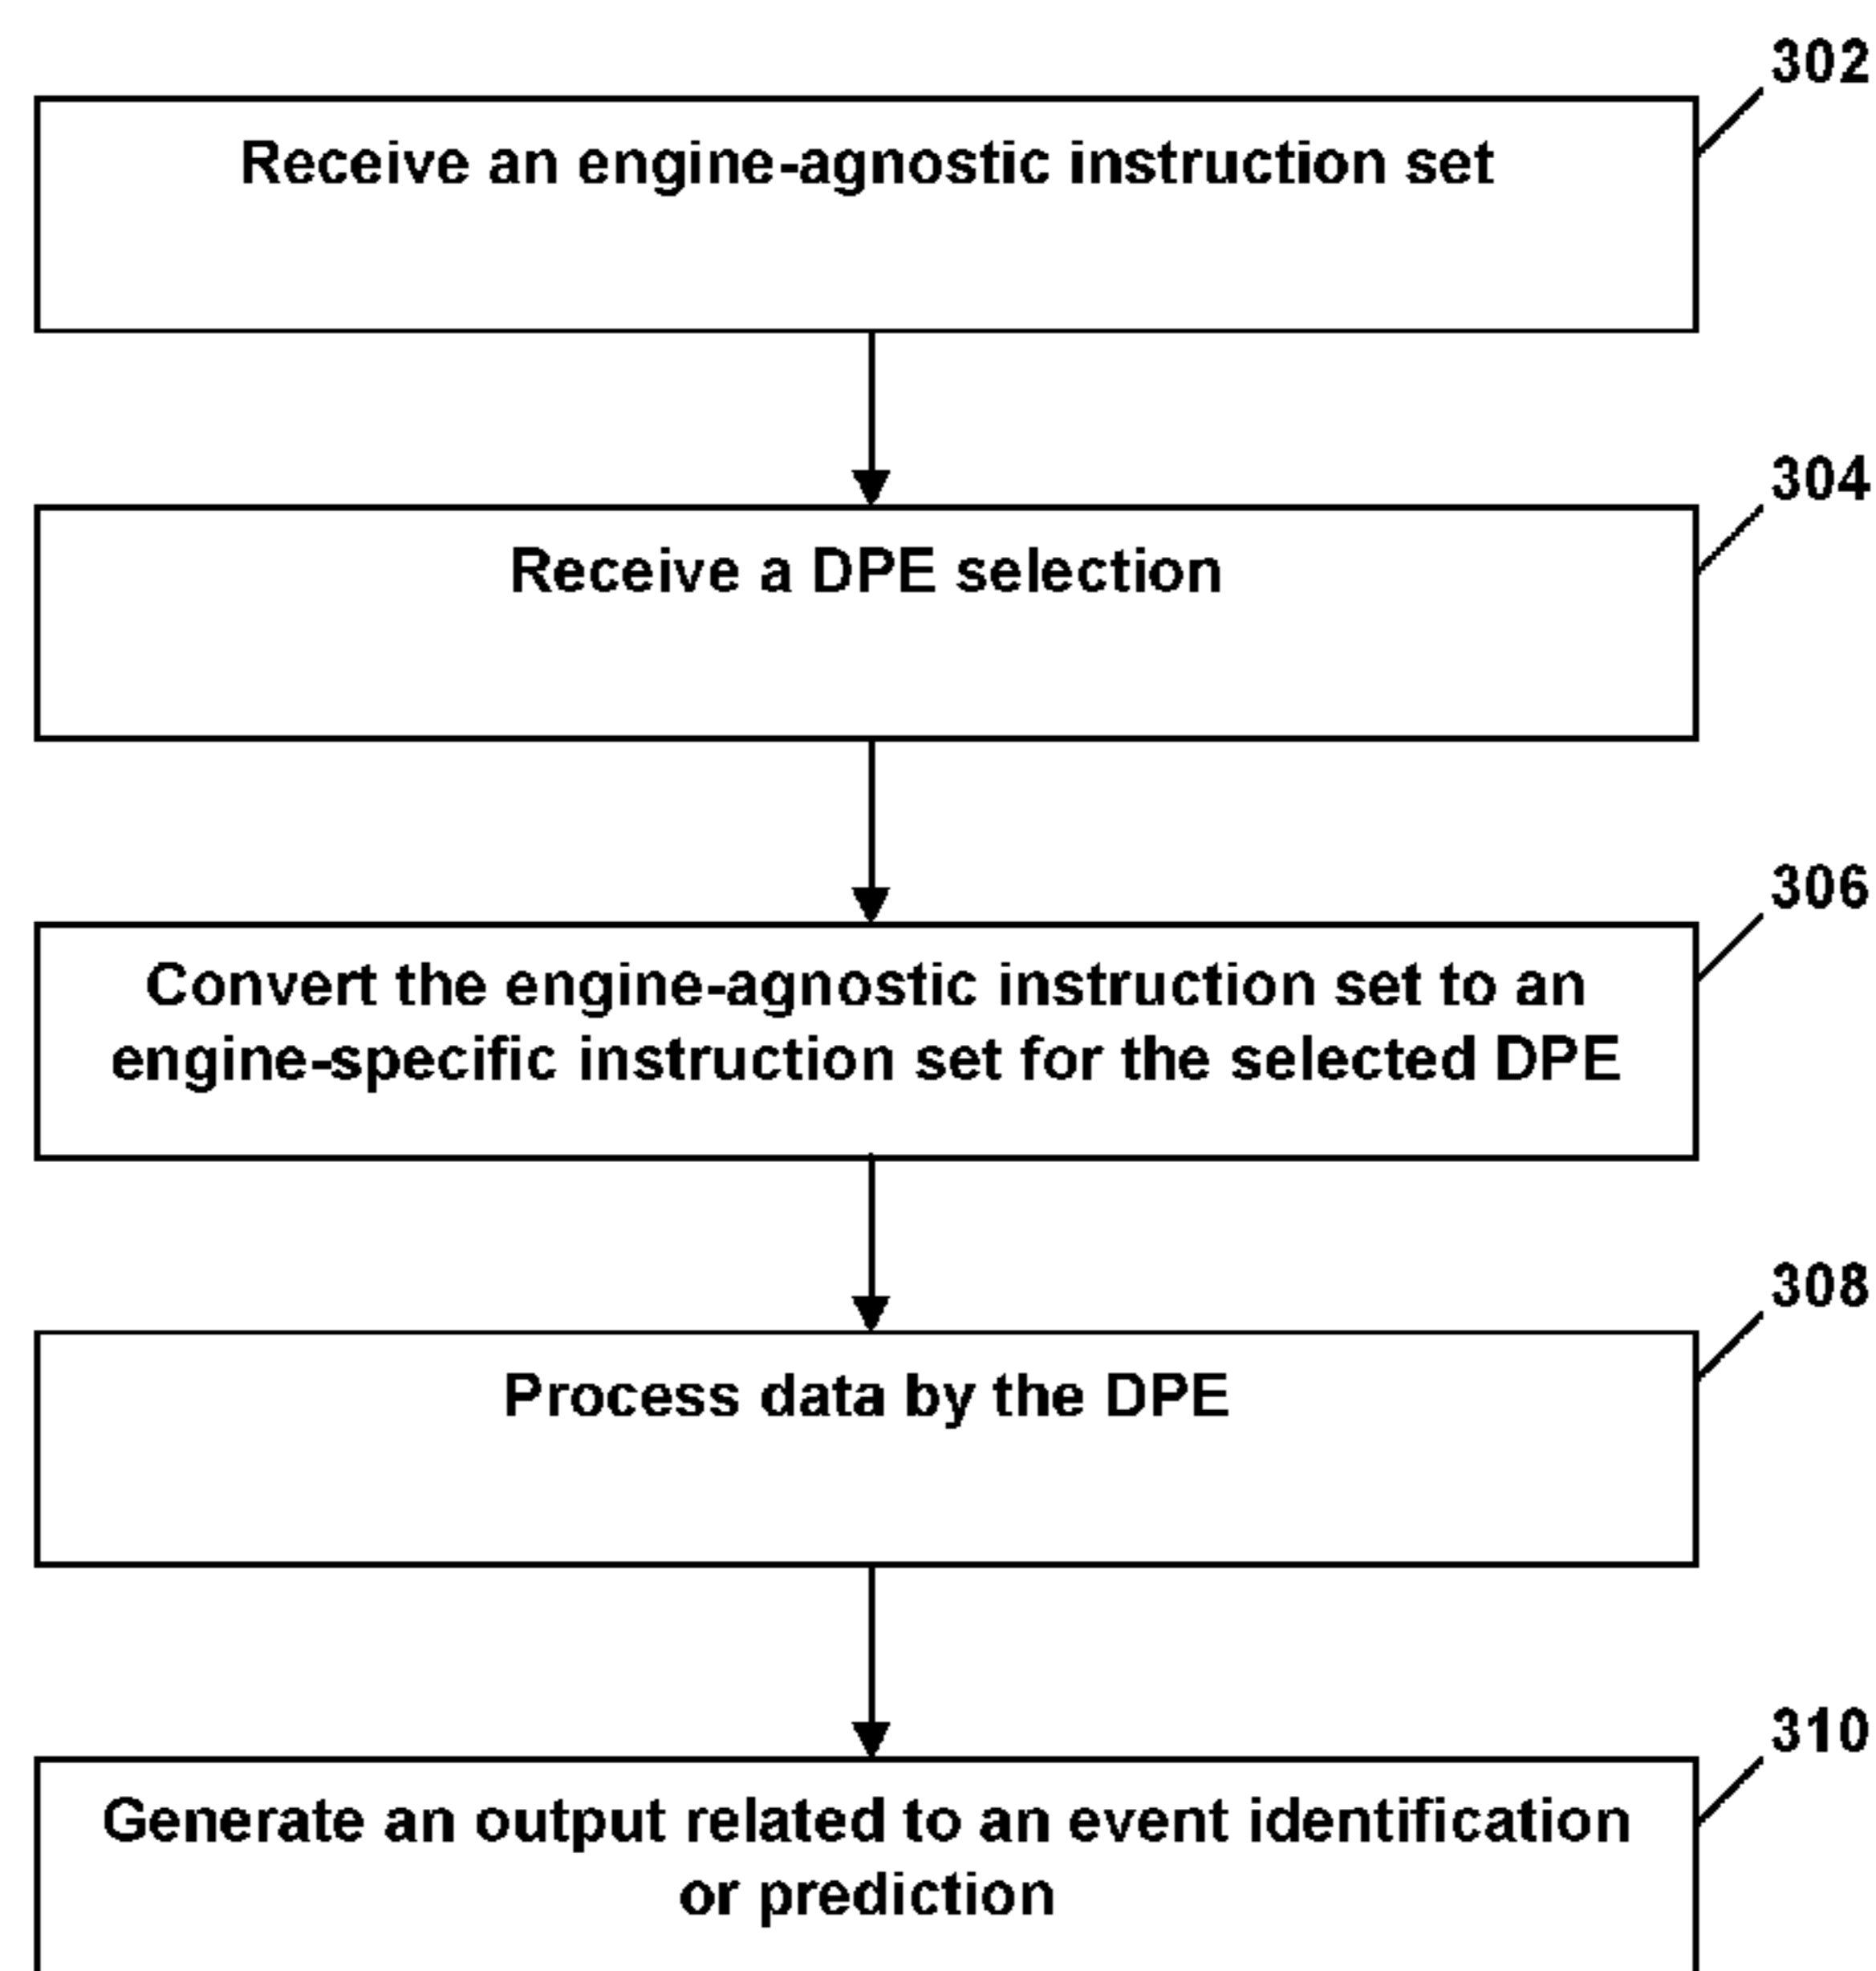 302
Receive an engine-agnostic instruction set
304
Receive a DPE selection
306
Convert the engine-agnostic instruction set to an
engine-specific instruction set for the selected DPE
308
Process data by the DPE
310
Generate an output related to an event identification
or prediction